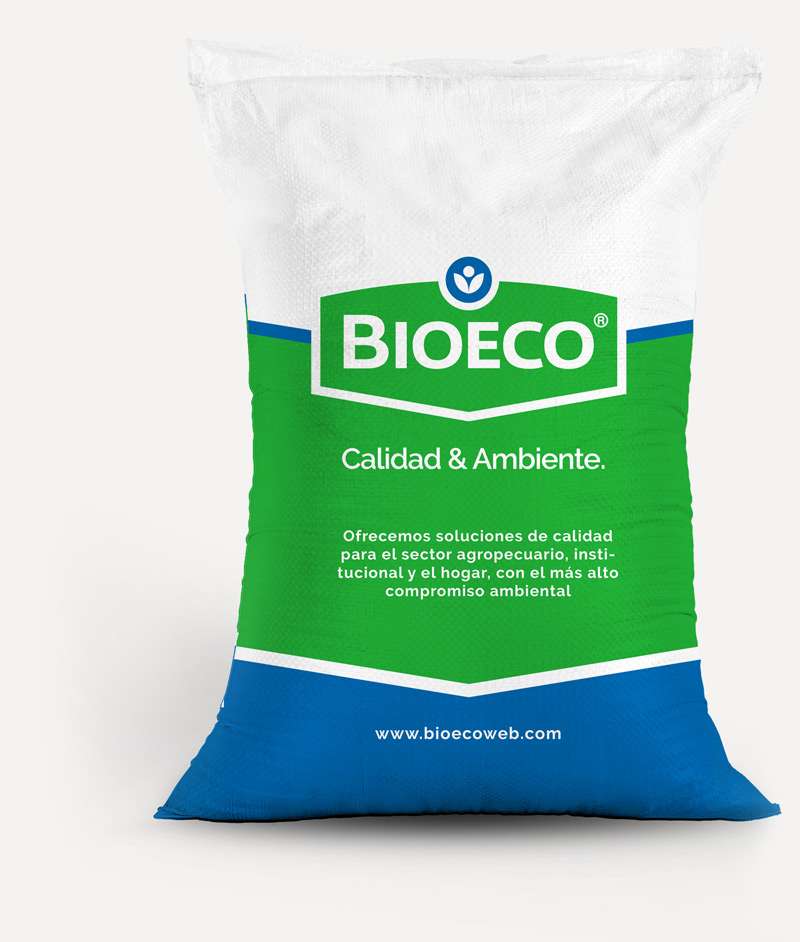 BIOECO®
Calidad & Ambiente.
Ofrecemos soluciones de calidad
para el sector agropecuario, insti-
tucional y el hogar, con el más alto
compromiso ambiental
www.bioecoweb.com